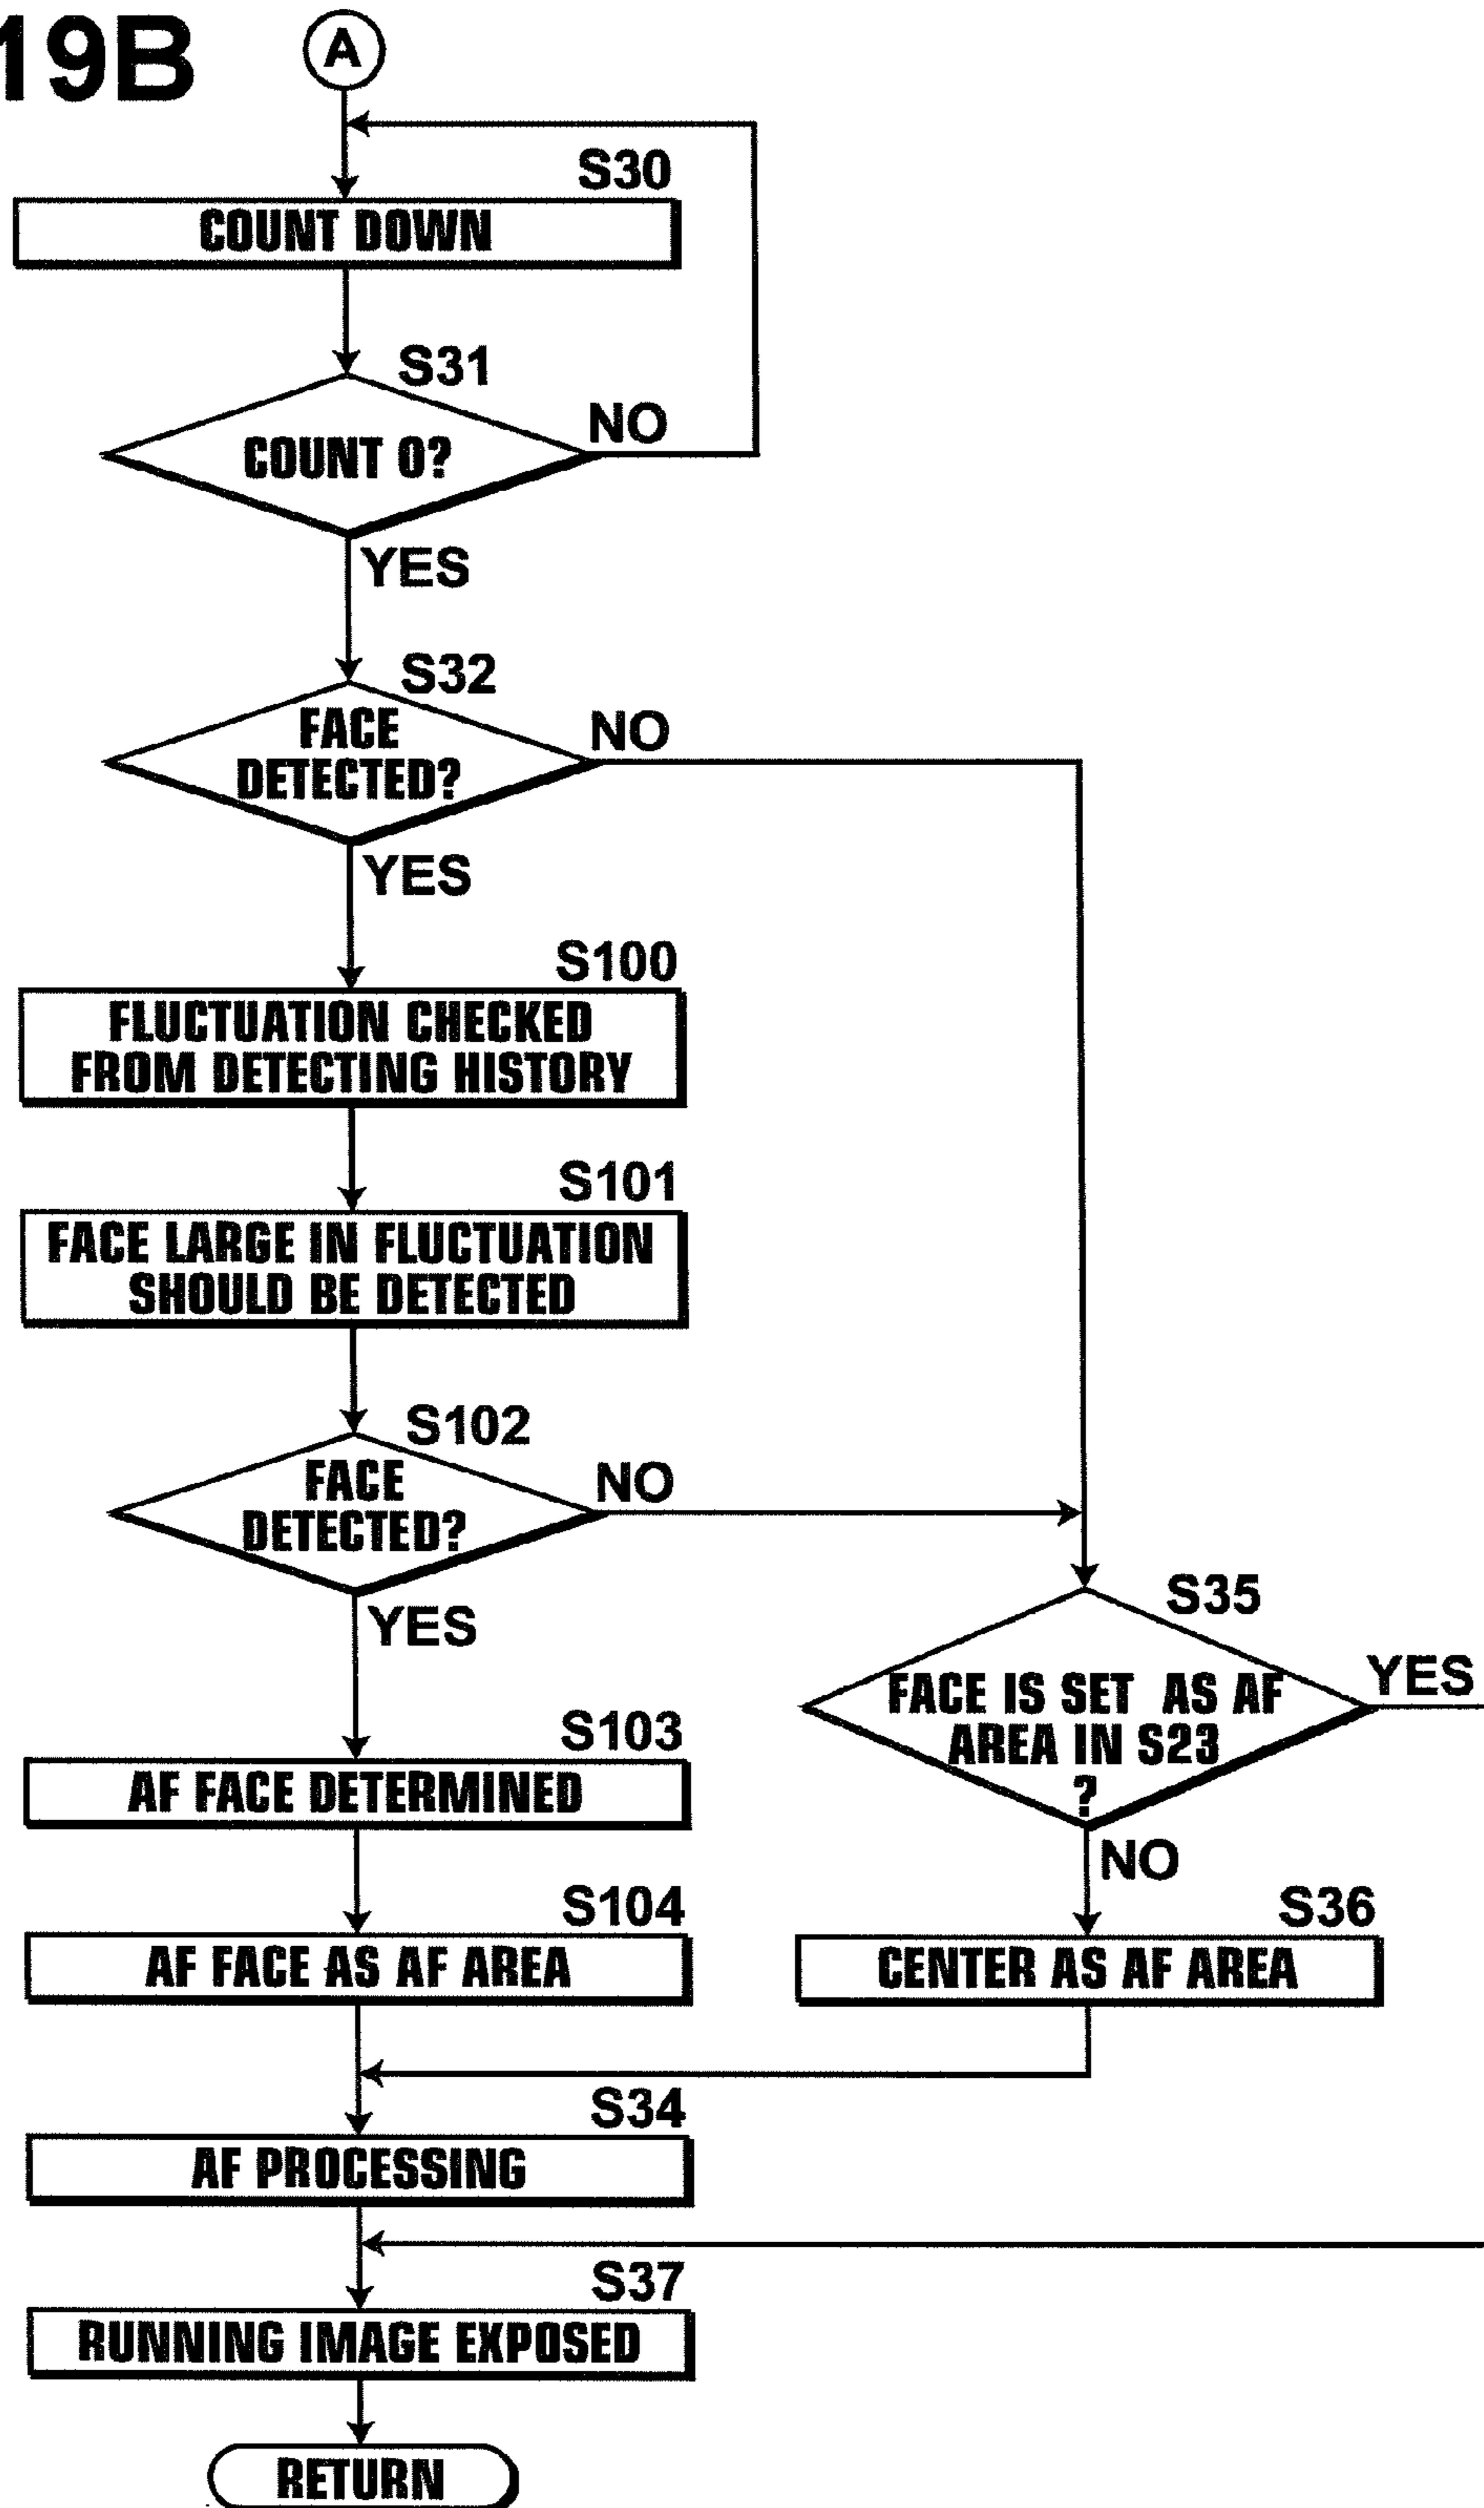 19B
A
S30
COUNT DOWN
S31
COUNT 0?
NO
YES
S32
FACE
DETECTED?
NO
YES
S100
FLUCTUATION CHECKED
FROM DETECTING HISTORY
S101
FACE LARGE IN FLUCTUATION
SHOULD BE DETECTED
S102
FACE
DETECTED?
NO
YES
S35
FACE IS SET AS AF
AREA IN S23
?
YES
NO
S103
AF FACE DETERMINED
S104
AF FACE AS AF AREA
S36
CENTER AS AF AREA
S34
AF PROCESSING
S37
RUNNING IMAGE EXPOSED
RETURN